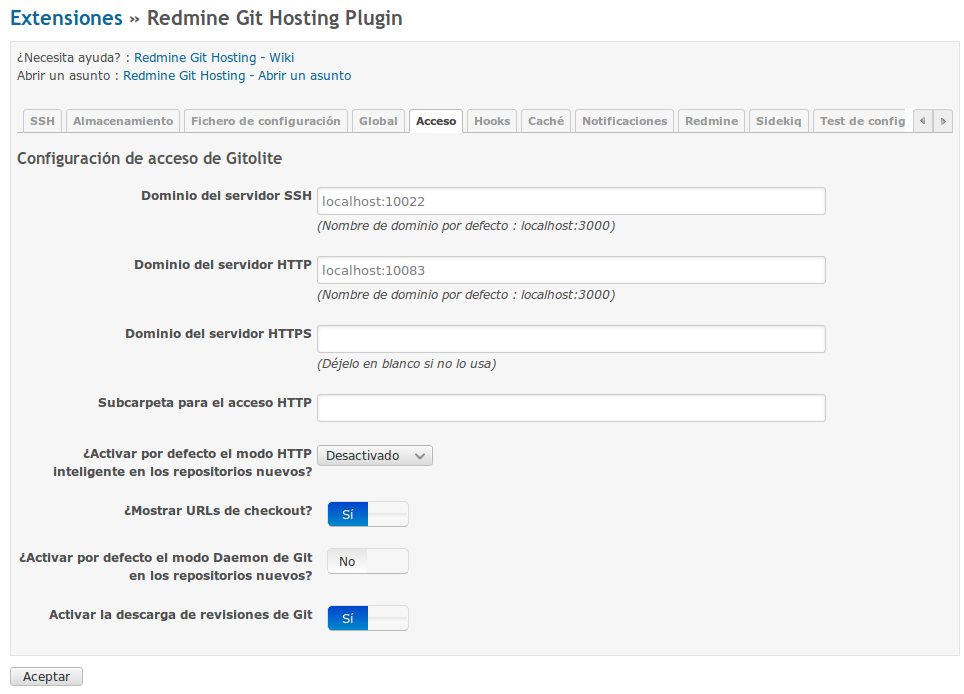 Extensiones » Redmine Git Hosting Plugin
¿Necesita ayuda? : Redmine Git Hosting - Wiki
Abrir un asunto : Redmine Git Hosting - Abrir un asunto
SSH Almacenamiento Fichero de configuración Global Acceso Hooks Caché Notificaciones Redmine Sidekiq Test de config
Configuración de acceso de Gitolite
Dominio del servidor SSH localhost:10022
(Nombre de dominio por defecto : localhost:3000)
Dominio del servidor HTTP localhost:10083
(Nombre de dominio por defecto : localhost:3000)
Dominio del servidor HTTPS
(Déjelo en blanco si no lo usa)
Subcarpeta para el acceso HTTP
¿Activar por defecto el modo HTTP
inteligente en los repositorios nuevos? Desactivado
¿Mostrar URLs de checkout? Sí
¿Activar por defecto el modo Daemon de Git
en los repositorios nuevos? No
Activar la descarga de revisiones de Git Sí
Aceptar